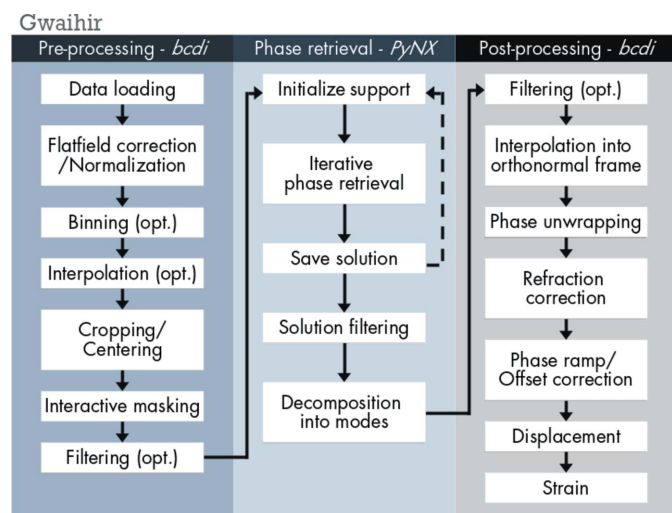 Gwaihir
Pre-processing - bcdi
Data loading
Flatfield correction
/Normalization
Binning (opt.)
Interpolation (opt.)
Cropping/
Centering
Interactive masking
Filtering (opt.)
Phase retrieval - PyNX
Initialize support
Iterative
phase retrieval
Save solution
Solution filtering
Decomposition
into modes
Post-processing - bcdi
Filtering (opt.)
Interpolation into
orthonormal frame
Phase unwrapping
Refraction
correction
Phase ramp/
Offset correction
Displacement
Strain